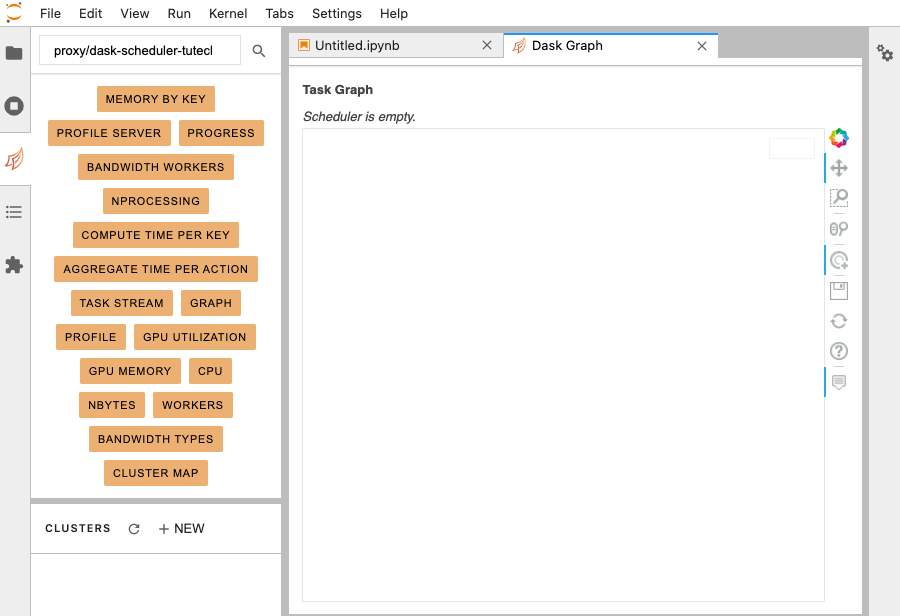 File Edit View Run Kernel Tabs Settings Help
proxy/dask-scheduler-tutecl
MEMORY BY KEY
PROFILE SERVER PROGRESS
BANDWIDTH WORKERS
NPROCESSING
COMPUTE TIME PER KEY
AGGREGATE TIME PER ACTION
TASK STREAM GRAPH
PROFILE GPU UTILIZATION
GPU MEMORY CPU
NBYTES WORKERS
BANDWIDTH TYPES
CLUSTER MAP
CLUSTERS + NEW
Untitled.ipynb Dask Graph
Task Graph
Scheduler is empty.